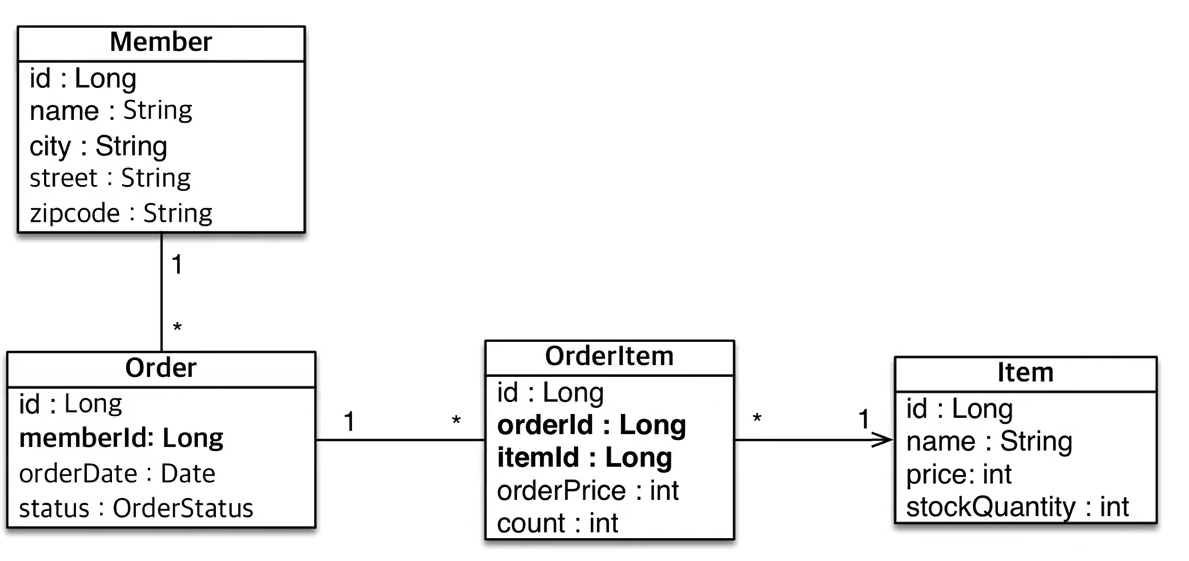 Member
id : Long
name : String
city : String
street : String
zipcode : String
1
*
Order
id : Long
memberId: Long
orderDate : Date
status : OrderStatus
1
*
OrderItem
id : Long
orderId : Long
itemId : Long
orderPrice : int
count : int
*
1
Item
id : Long
name : String
price: int
stockQuantity : int